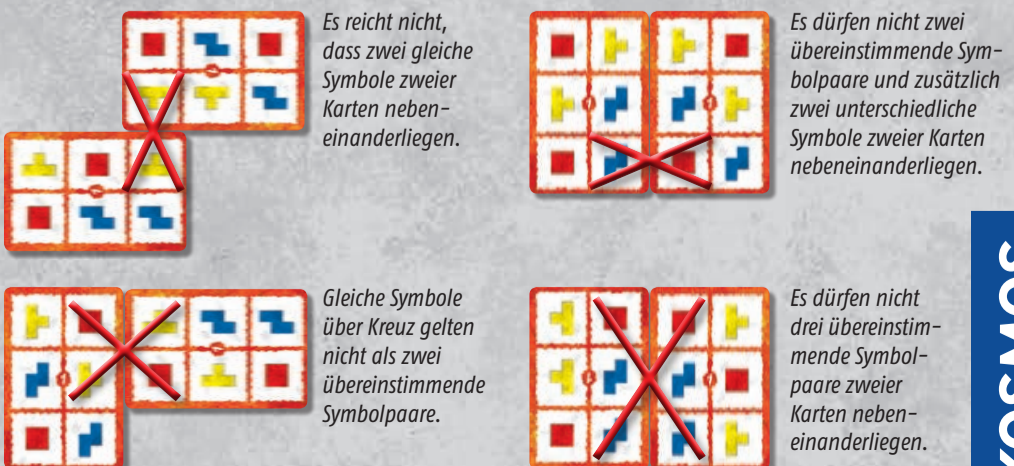 Es reicht nicht,
dass zwei gleiche
Symbole zweier
Karten neben-
einanderliegen.
Es dürfen nicht zwei
übereinstimmende Sym-
bolpaare und zusätzlich
zwei unterschiedliche
Symbole zweier Karten
nebeneinanderliegen.
Gleiche Symbole
über Kreuz gelten
nicht als zwei
übereinstimmende
Symbolpaare.
Es dürfen nicht
drei übereinstim-
mende Symbol-
paare zweier
Karten neben-
einanderliegen.
KOSMOS